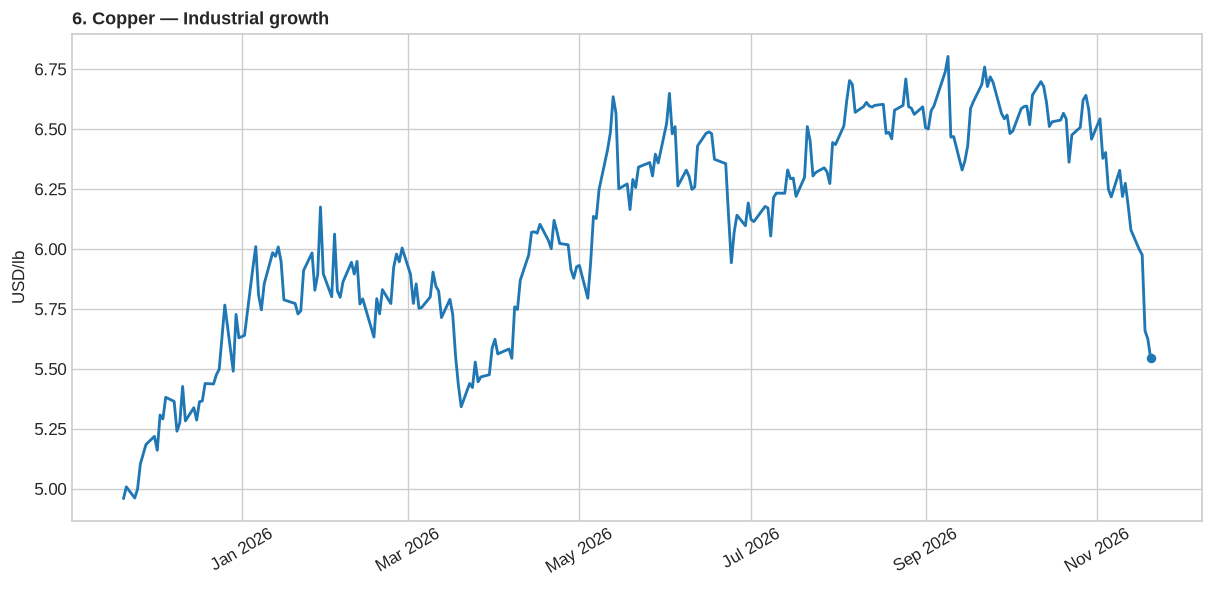 6. Copper — Industrial growth
USD/lb
6.75
6.50
6.25
6.00
5.75
5.50
5.25
5.00
Jan 2026
Mar 2026
May 2026
Jul 2026
Sep 2026
Nov 2026